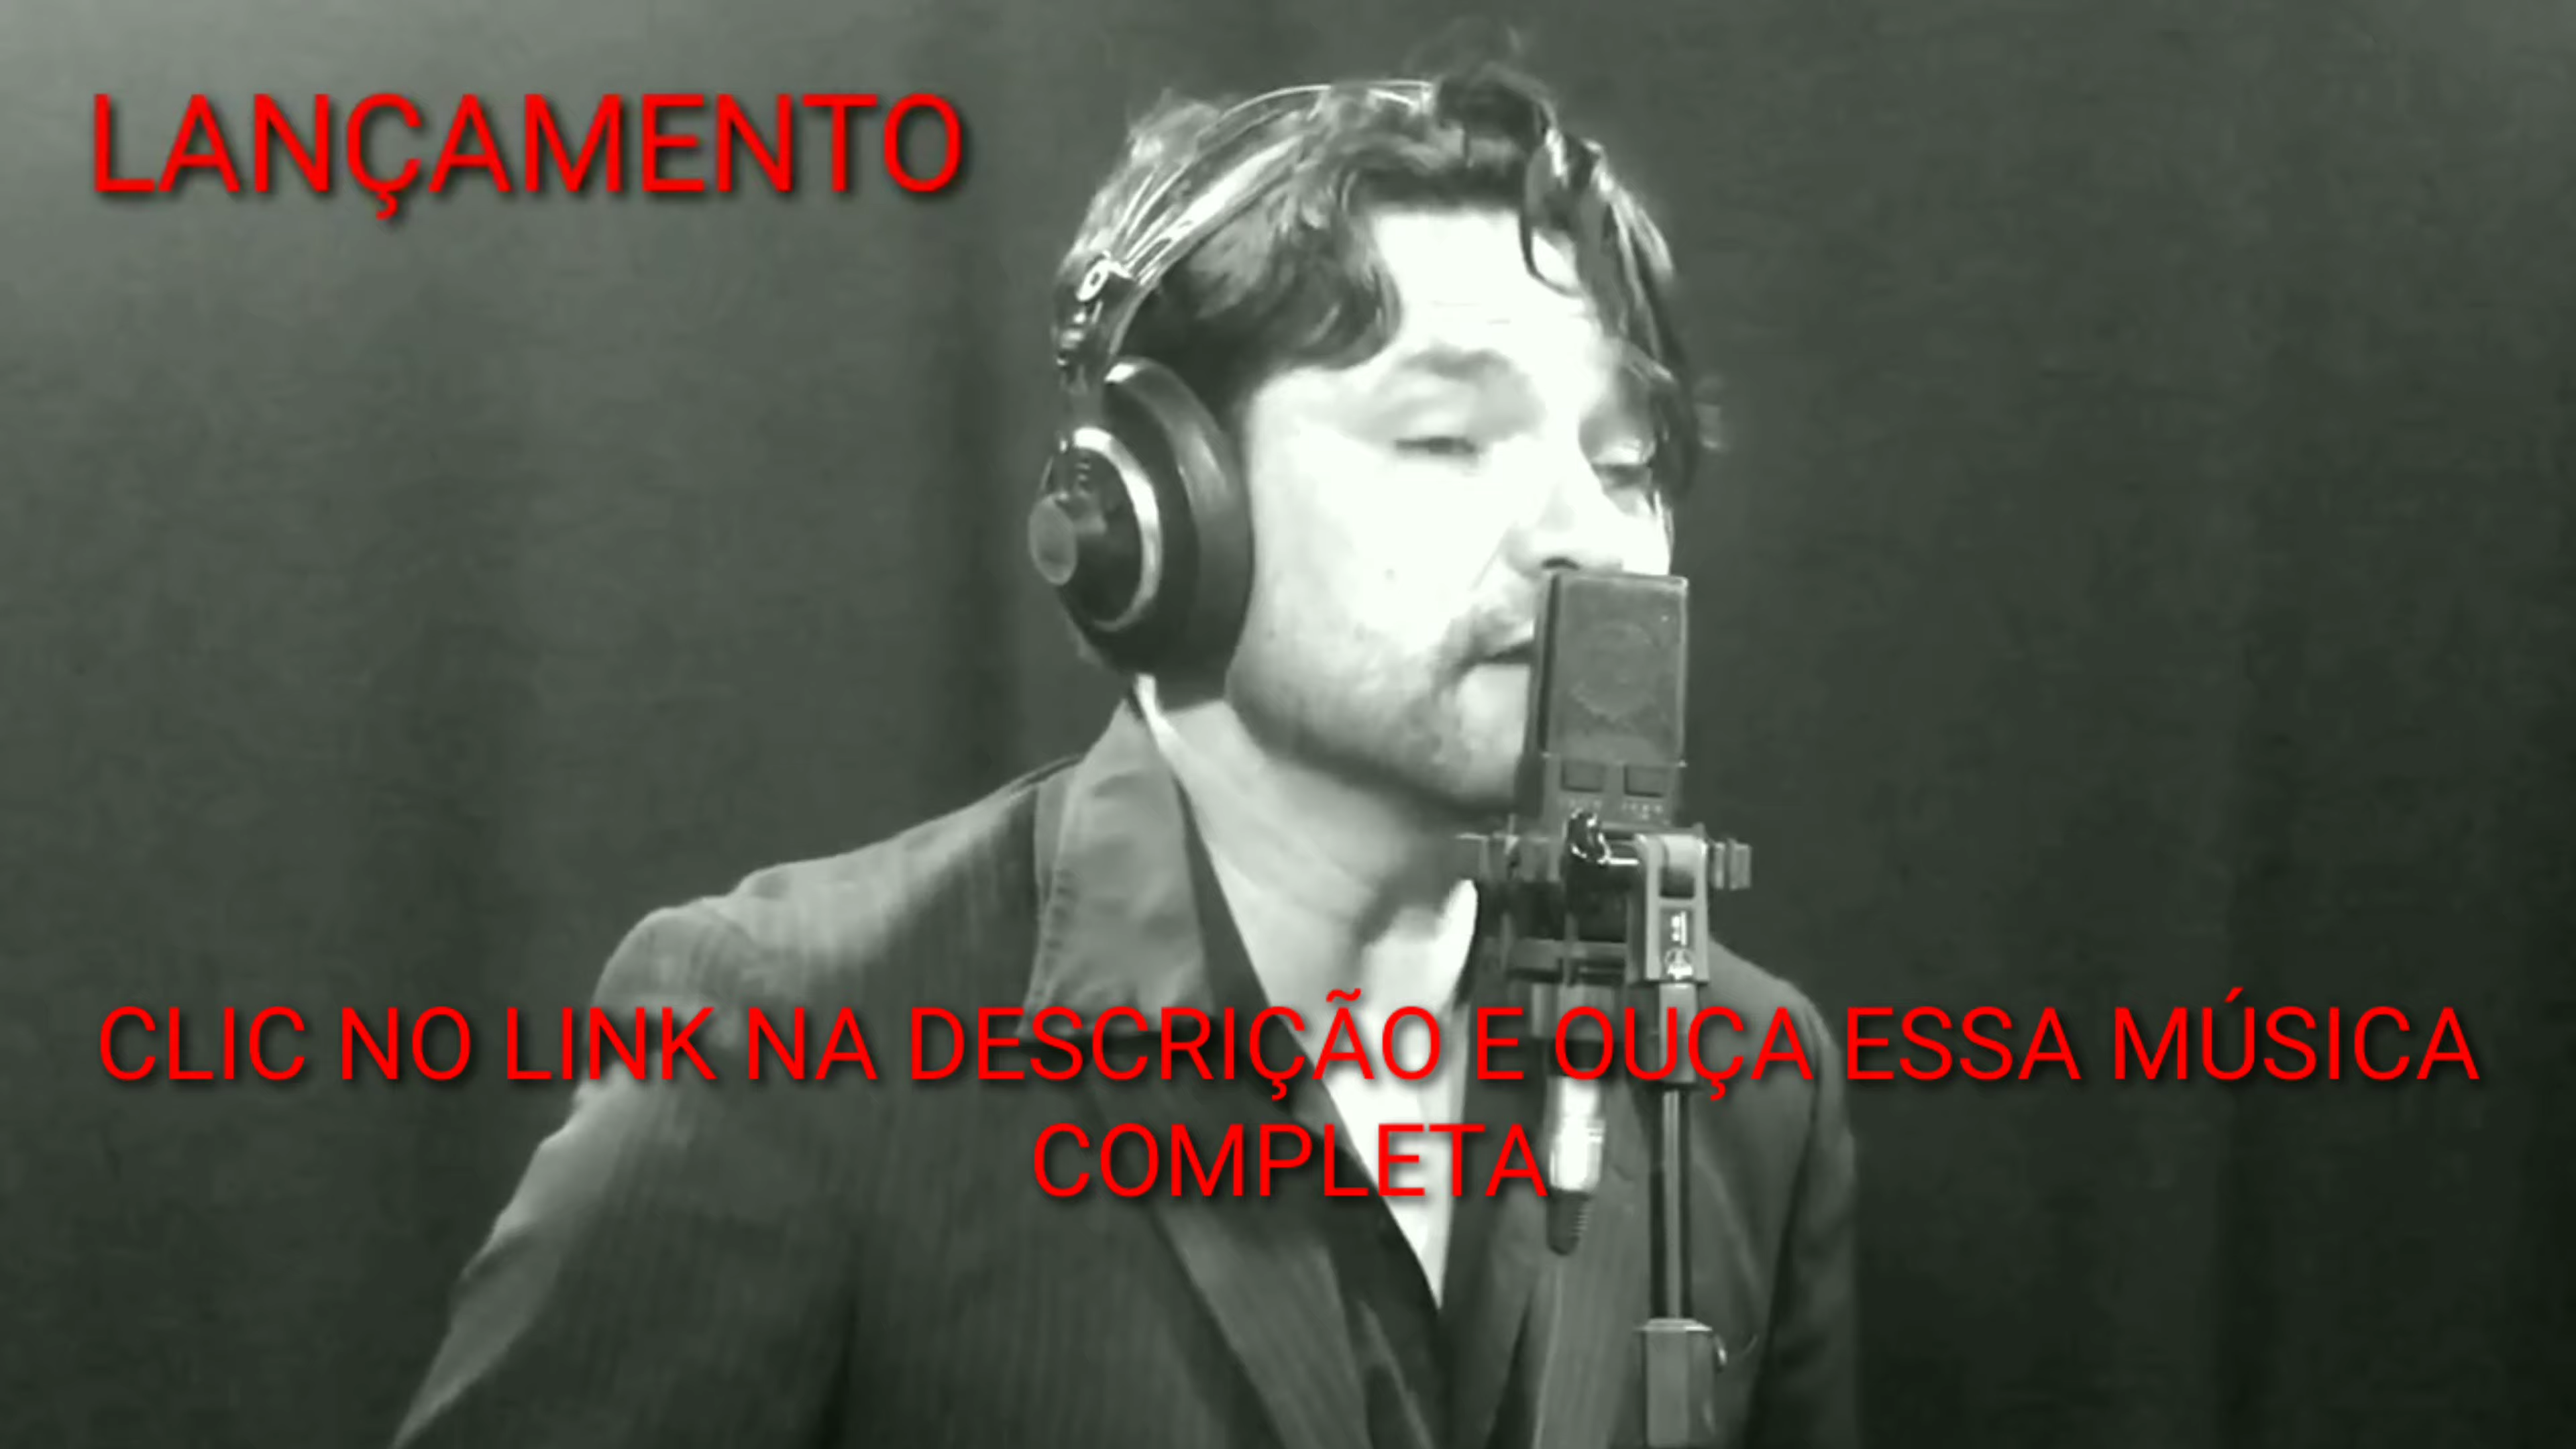 LANÇAMENTO
CLIC NO LINK NA DESCRIÇÃO E OUÇA ESSA MÚSICA
COMPLETA